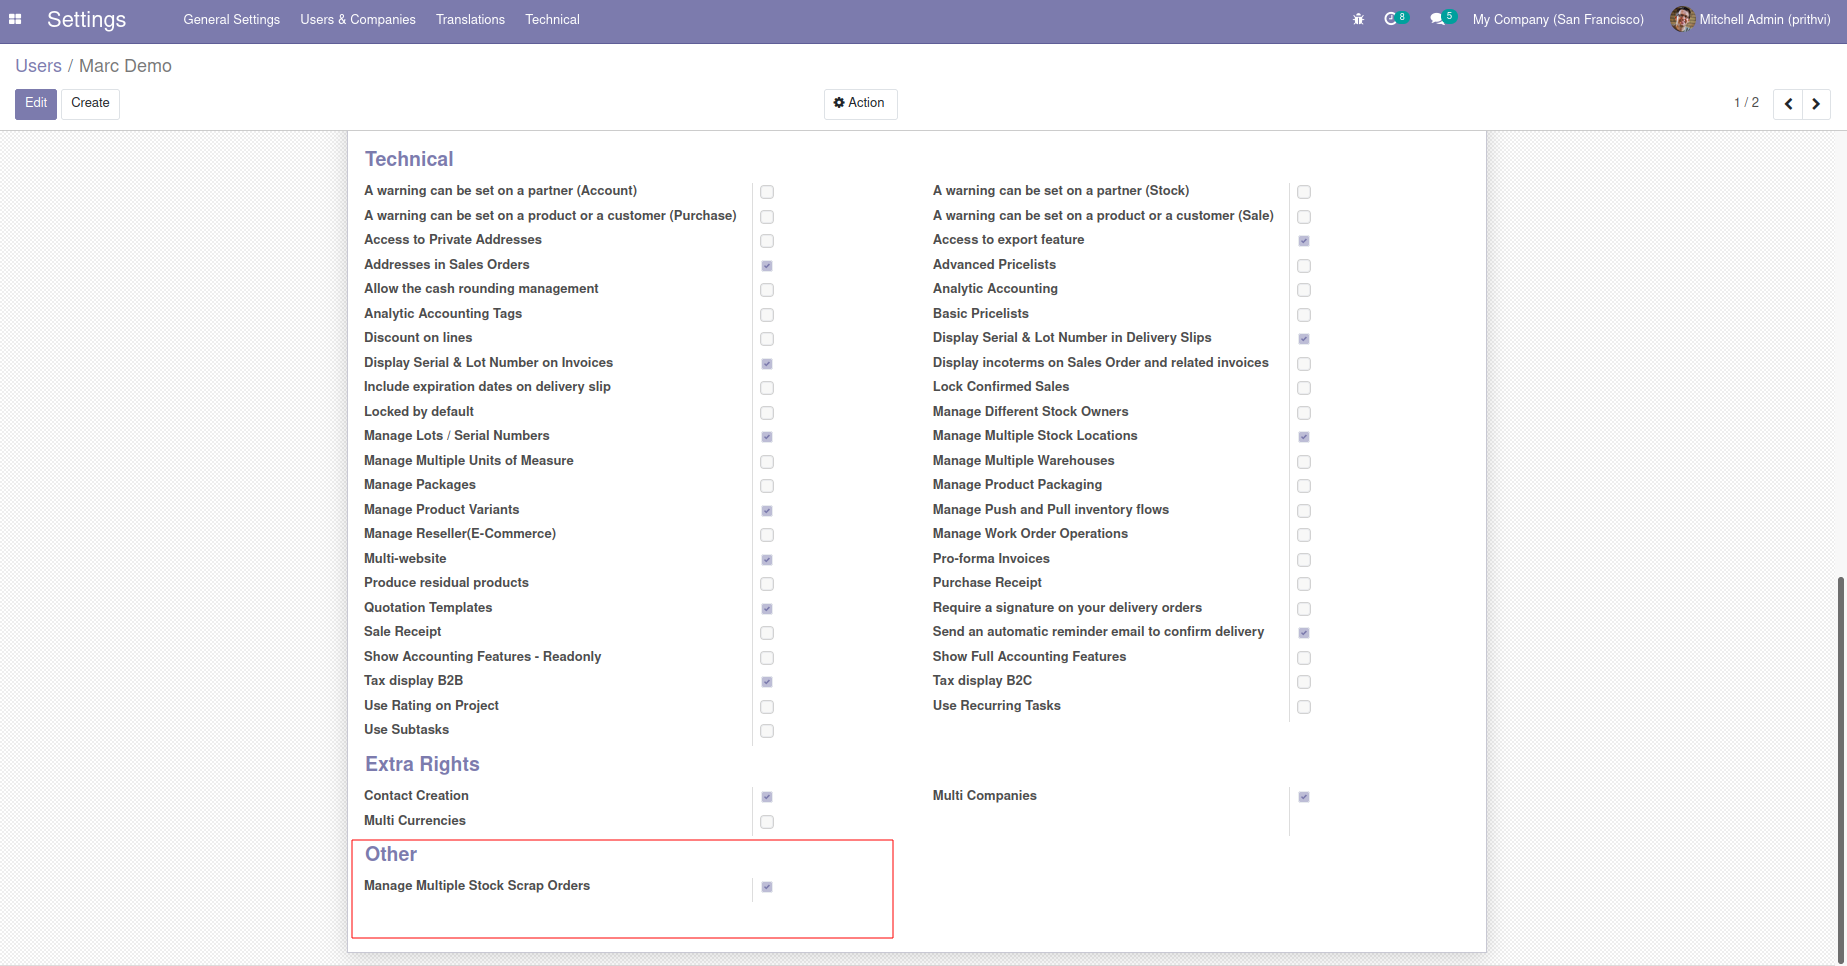 Settings General Settings Users & Companies Translations Technical 8 5 My Company (San Francisco) Mitchell Admin (prithvi)
Users / Marc Demo
Edit Create Action 1 / 2
Technical
A warning can be set on a partner (Account) A warning can be set on a partner (Stock)
A warning can be set on a product or a customer (Purchase) A warning can be set on a product or a customer (Sale)
Access to Private Addresses Access to export feature
Addresses in Sales Orders Advanced Pricelists
Allow the cash rounding management Analytic Accounting
Analytic Accounting Tags Basic Pricelists
Discount on lines Display Serial & Lot Number in Delivery Slips
Display Serial & Lot Number on Invoices Display incoterms on Sales Order and related invoices
Include expiration dates on delivery slip Lock Confirmed Sales
Locked by default Manage Different Stock Owners
Manage Lots / Serial Numbers Manage Multiple Stock Locations
Manage Multiple Units of Measure Manage Multiple Warehouses
Manage Packages Manage Product Packaging
Manage Product Variants Manage Push and Pull inventory flows
Manage Reseller(E-Commerce) Manage Work Order Operations
Multi-website Pro-forma Invoices
Produce residual products Purchase Receipt
Quotation Templates Require a signature on your delivery orders
Sale Receipt Send an automatic reminder email to confirm delivery
Show Accounting Features - Readonly Show Full Accounting Features
Tax display B2B Tax display B2C
Use Rating on Project Use Recurring Tasks
Use Subtasks
Extra Rights
Contact Creation Multi Companies
Multi Currencies
Other
Manage Multiple Stock Scrap Orders